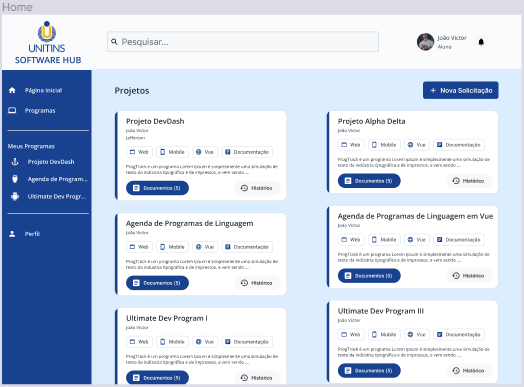 Home
UNITINS
SOFTWARE HUB
Pesquisar...
João Victor
Aluno
Página Inicial
Programas
Meus Programas
Projeto DevDash
Agenda de Program...
Ultimate Dev Progr...
Perfil
Projetos
+ Nova Solicitação
Projeto DevDash
João Victor
Jefferson
Web Mobile Vue Documentação
ProgTrack é um programa Lorem Ipsum é simplesmente uma simulação de
texto da indústria tipográfica e de impressos, e vem sendo ...
Documentos (5) Histórico
Projeto Alpha Delta
João Victor
Web Mobile Vue Documentação
ProgTrack é um programa Lorem Ipsum é simplesmente uma simulação de
texto da indústria tipográfica e de impressos, e vem sendo ...
Documentos (5) Histórico
Agenda de Programas de Linguagem
João Victor
Web Mobile Vue Documentação
ProgTrack é um programa Lorem Ipsum é simplesmente uma simulação de
texto da indústria tipográfica e de impressos, e vem sendo ...
Documentos (5) Histórico
Agenda de Programas de Linguagem em Vue
João Victor
Web Mobile Vue Documentação
ProgTrack é um programa Lorem Ipsum é simplesmente uma simulação de
texto da indústria tipográfica e de impressos, e vem sendo ...
Documentos (5) Histórico
Ultimate Dev Program I
João Victor
Web Mobile Vue Documentação
ProgTrack é um programa Lorem Ipsum é simplesmente uma simulação de
texto da indústria tipográfica e de impressos, e vem sendo ...
Documentos (5) Histórico
Ultimate Dev Program III
João Victor
Web Mobile Vue Documentação
ProgTrack é um programa Lorem Ipsum é simplesmente uma simulação de
texto da indústria tipográfica e de impressos, e vem sendo ...
Documentos (5) Histórico